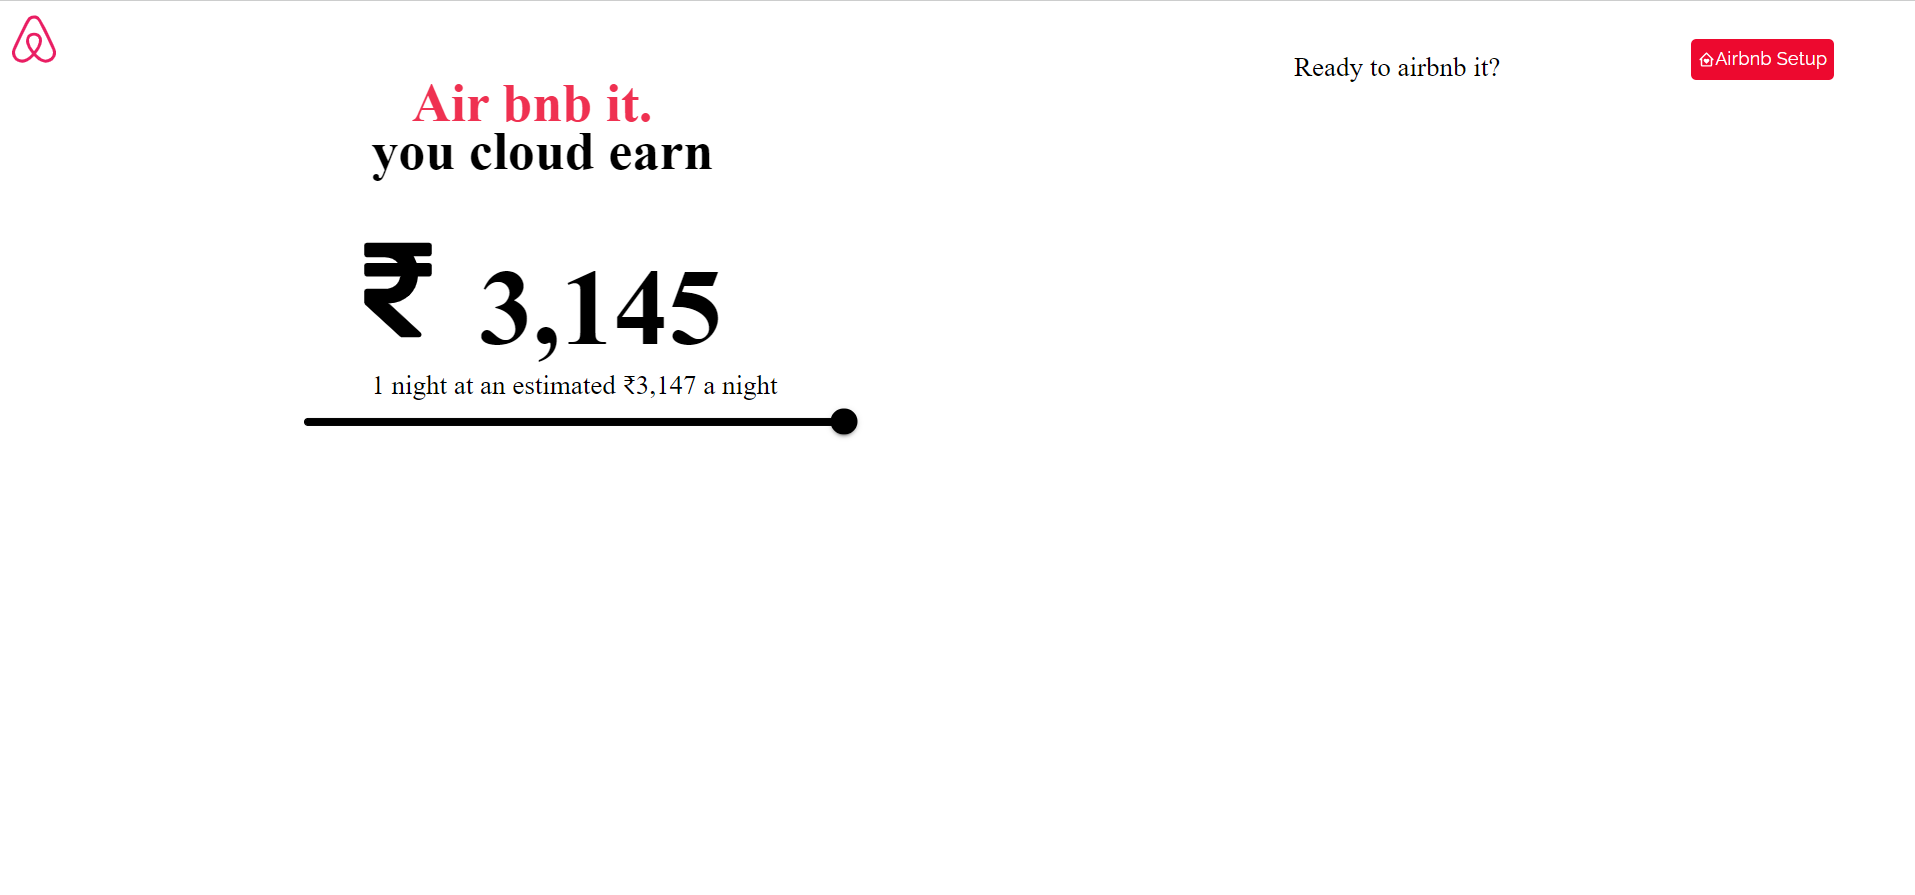 Ready to airbnb it?
Airbnb Setup
Air bnb it.
you cloud earn
₹ 3,145
1 night at an estimated ₹3,147 a night